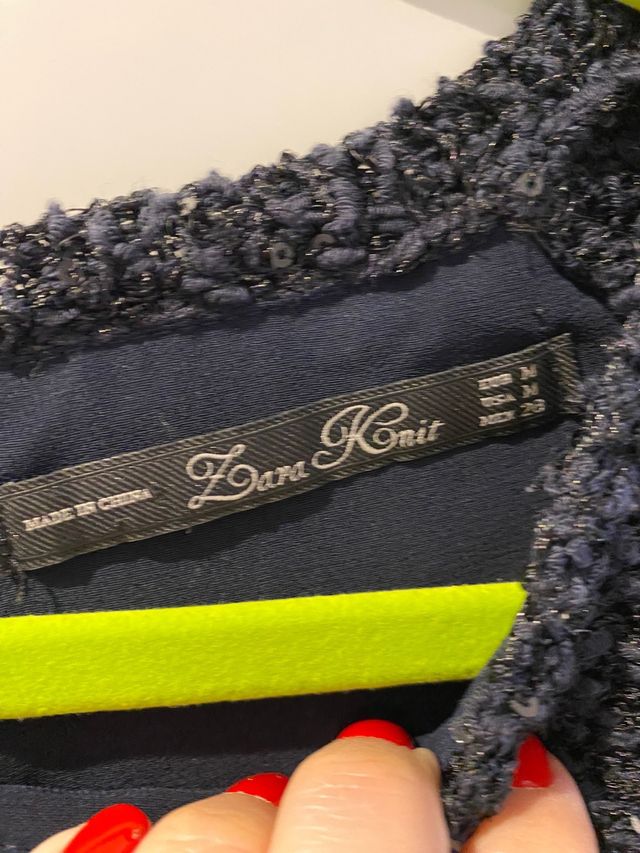 MADE IN CHINA
Zara Knit
EUR M
USA M
MEX 28